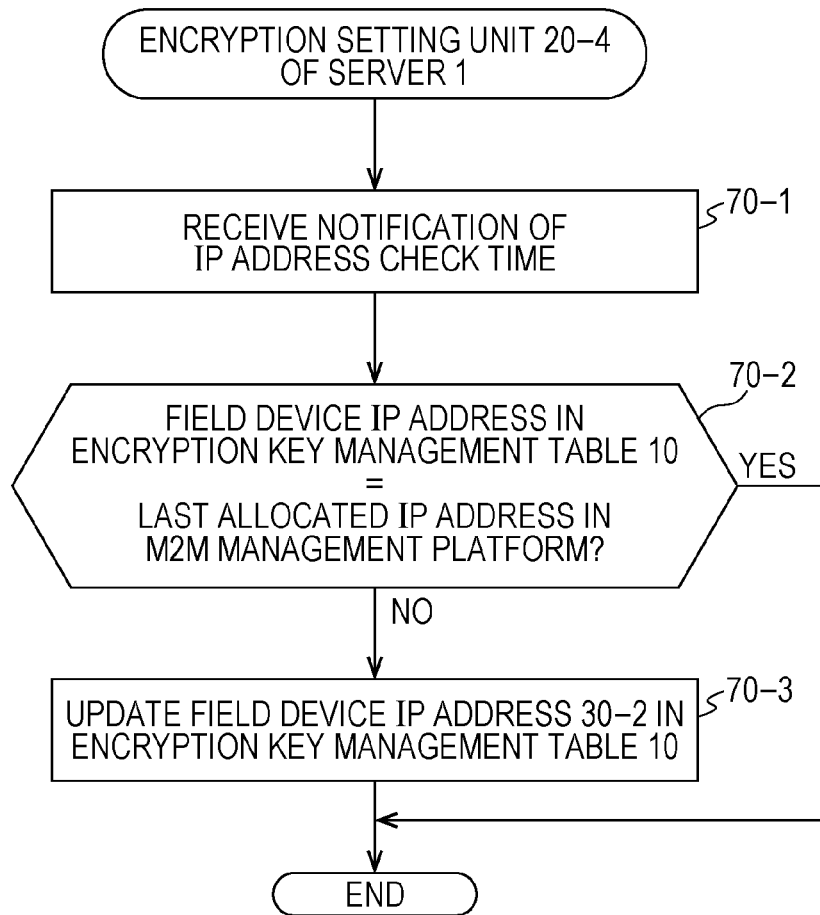 ENCRYPTION SETTING UNIT 20-4
OF SERVER 1
RECEIVE NOTIFICATION OF
IP ADDRESS CHECK TIME
70-1
FIELD DEVICE IP ADDRESS IN
ENCRYPTION KEY MANAGEMENT TABLE 10
=
LAST ALLOCATED IP ADDRESS IN
M2M MANAGEMENT PLATFORM?
70-2
YES
NO
UPDATE FIELD DEVICE IP ADDRESS 30-2 IN
ENCRYPTION KEY MANAGEMENT TABLE 10
70-3
END